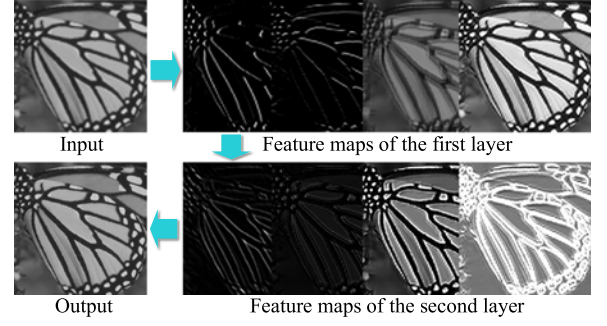 Input
Feature maps of the first layer
Output
Feature maps of the second layer